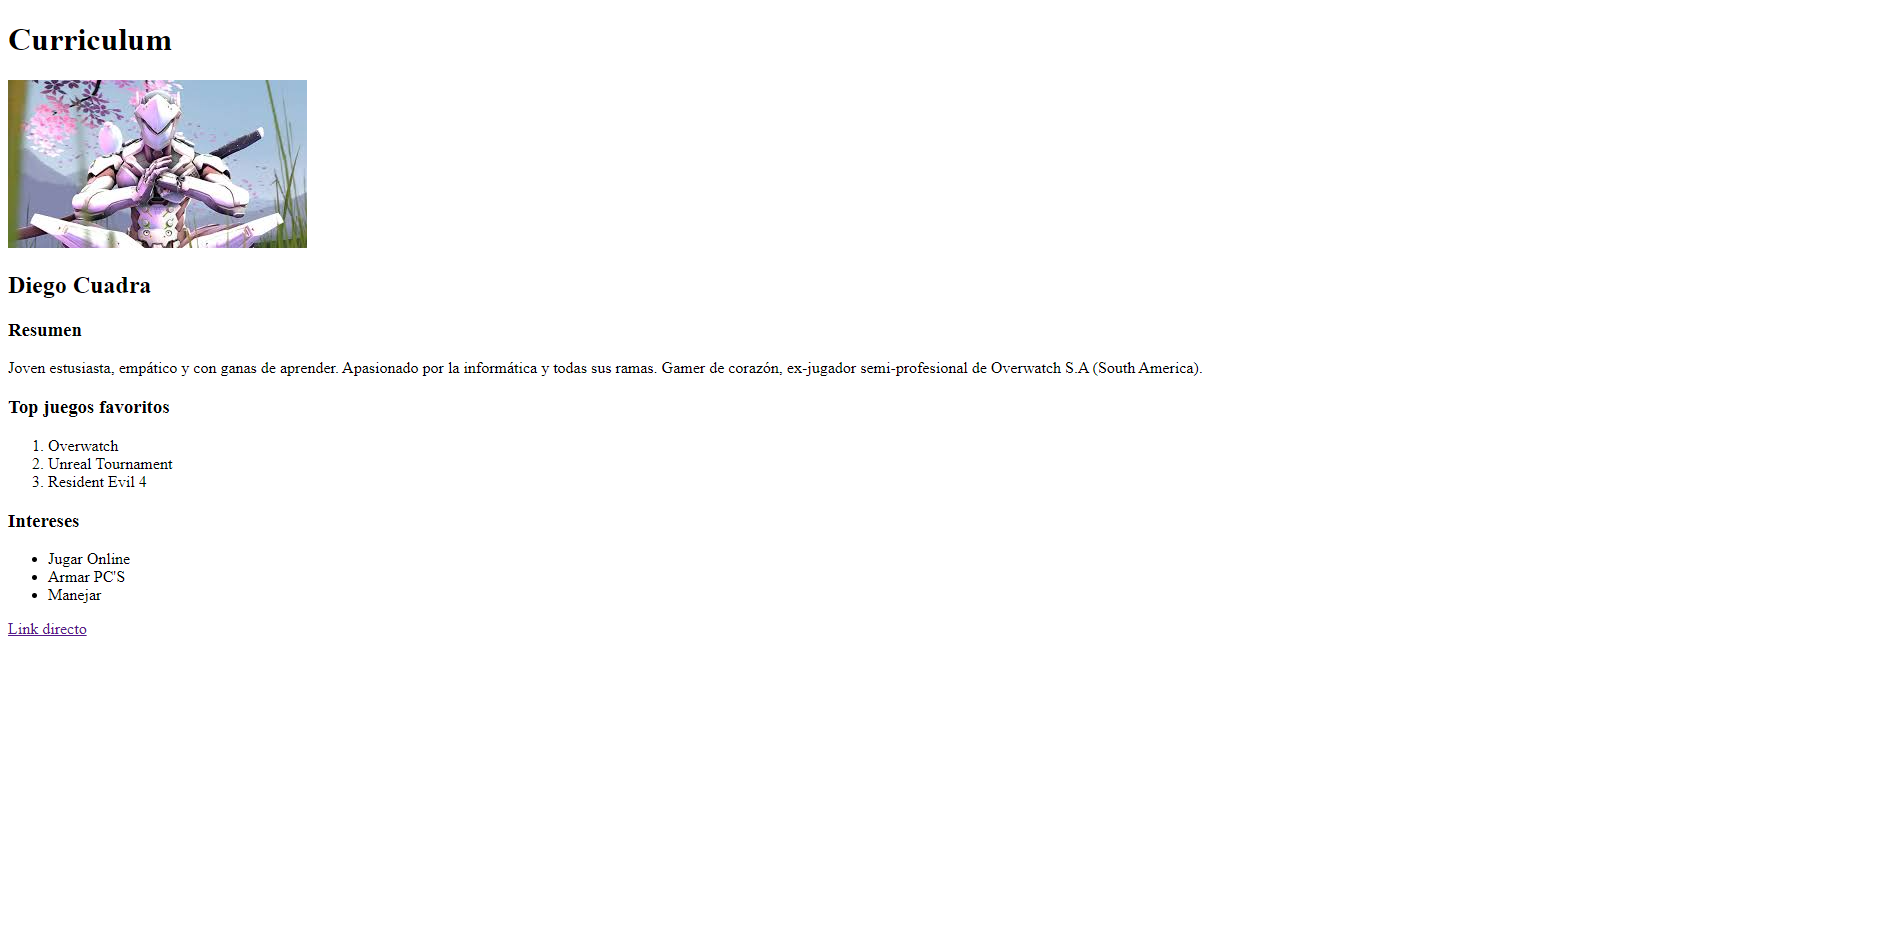 Curriculum
Diego Cuadra
Resumen
Joven estusiasta, empático y con ganas de aprender. Apasionado por la informática y todas sus ramas. Gamer de corazón, ex-jugador semi-profesional de Overwatch S.A (South America).
Top juegos favoritos
1. Overwatch
2. Unreal Tournament
3. Resident Evil 4
Intereses
• Jugar Online
• Armar PC'S
• Manejar
Link directo